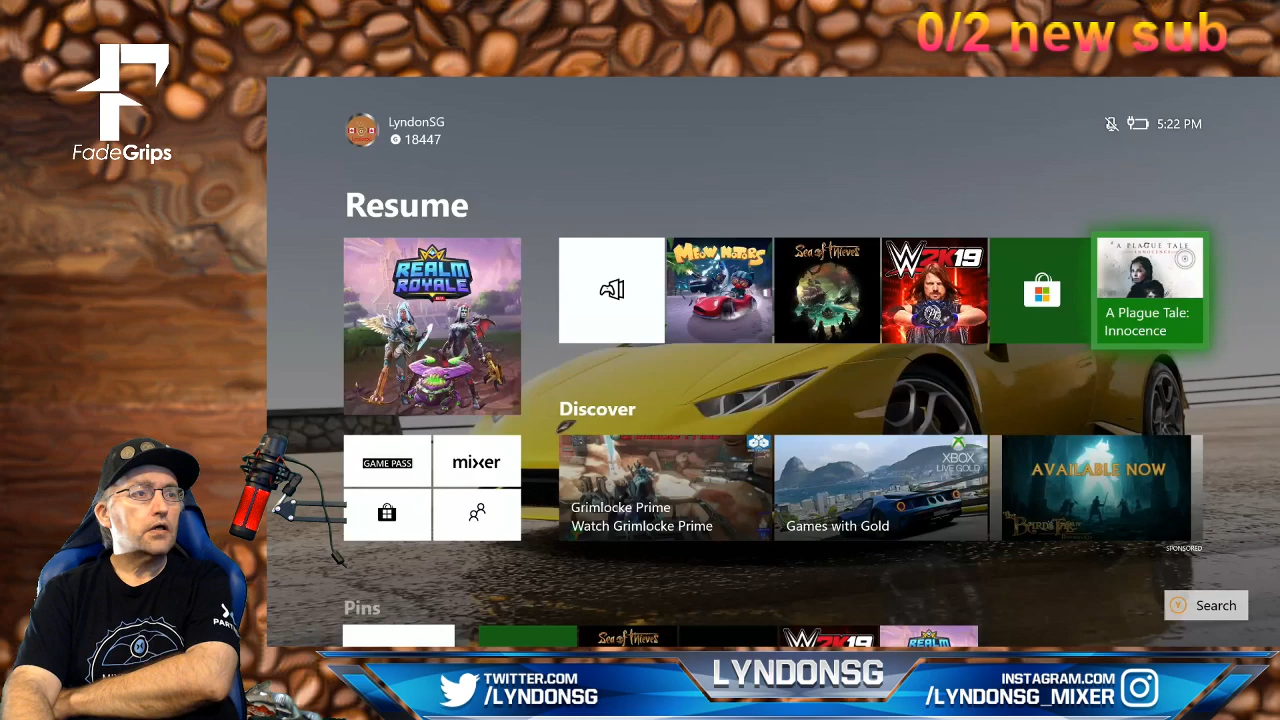 0/2 new sub
FadeGrips
LyndonSG
G 18447
5:22 PM
Resume
REALM
ROYALE
BETA
MEOW MOTORS
Sea of Thieves
W 2K19
A PLAGUE TALE
INNOCENCE
A Plague Tale:
Innocence
Discover
GAME PASS
mixer
Grimlocke Prime
Watch Grimlocke Prime
XBOX
LIVE GOLD
Games with Gold
AVAILABLE NOW
The Bard's Tale
SPONSORED
Pins
Y Search
Sea of Thieves
W 2K19
REALM
PART
LYNDONSG
TWITTER.COM
/LYNDONSG
INSTAGRAM.COM
/LYNDONSG_MIXER